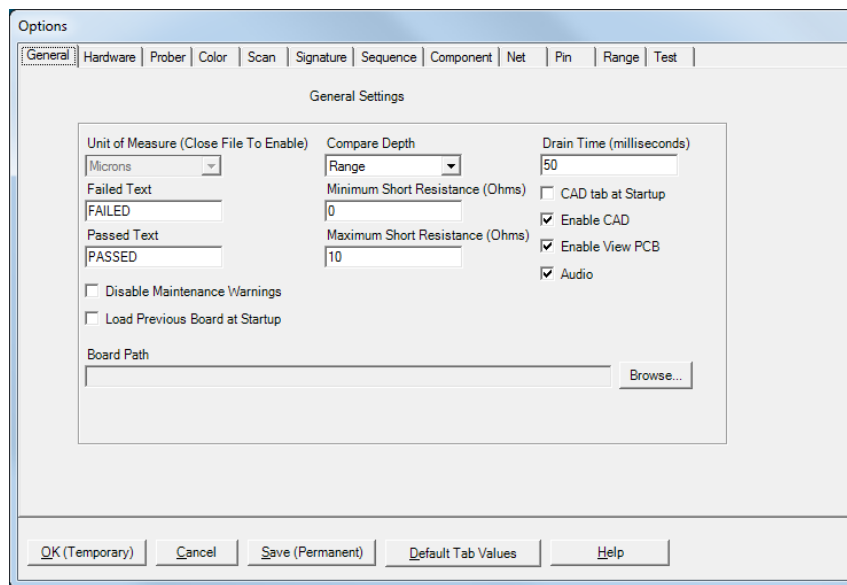 Options
General Hardware Prober Color Scan Signature Sequence Component Net Pin Range Test
General Settings
Unit of Measure (Close File To Enable) Compare Depth Drain Time (milliseconds)
Microns Range 50
Failed Text Minimum Short Resistance (Ohms) CAD tab at Startup
FAILED 0 Enable CAD
Passed Text Maximum Short Resistance (Ohms) Enable View PCB
PASSED 10 Audio
Disable Maintenance Warnings
Load Previous Board at Startup
Board Path
Browse...
OK (Temporary) Cancel Save (Permanent) Default Tab Values Help